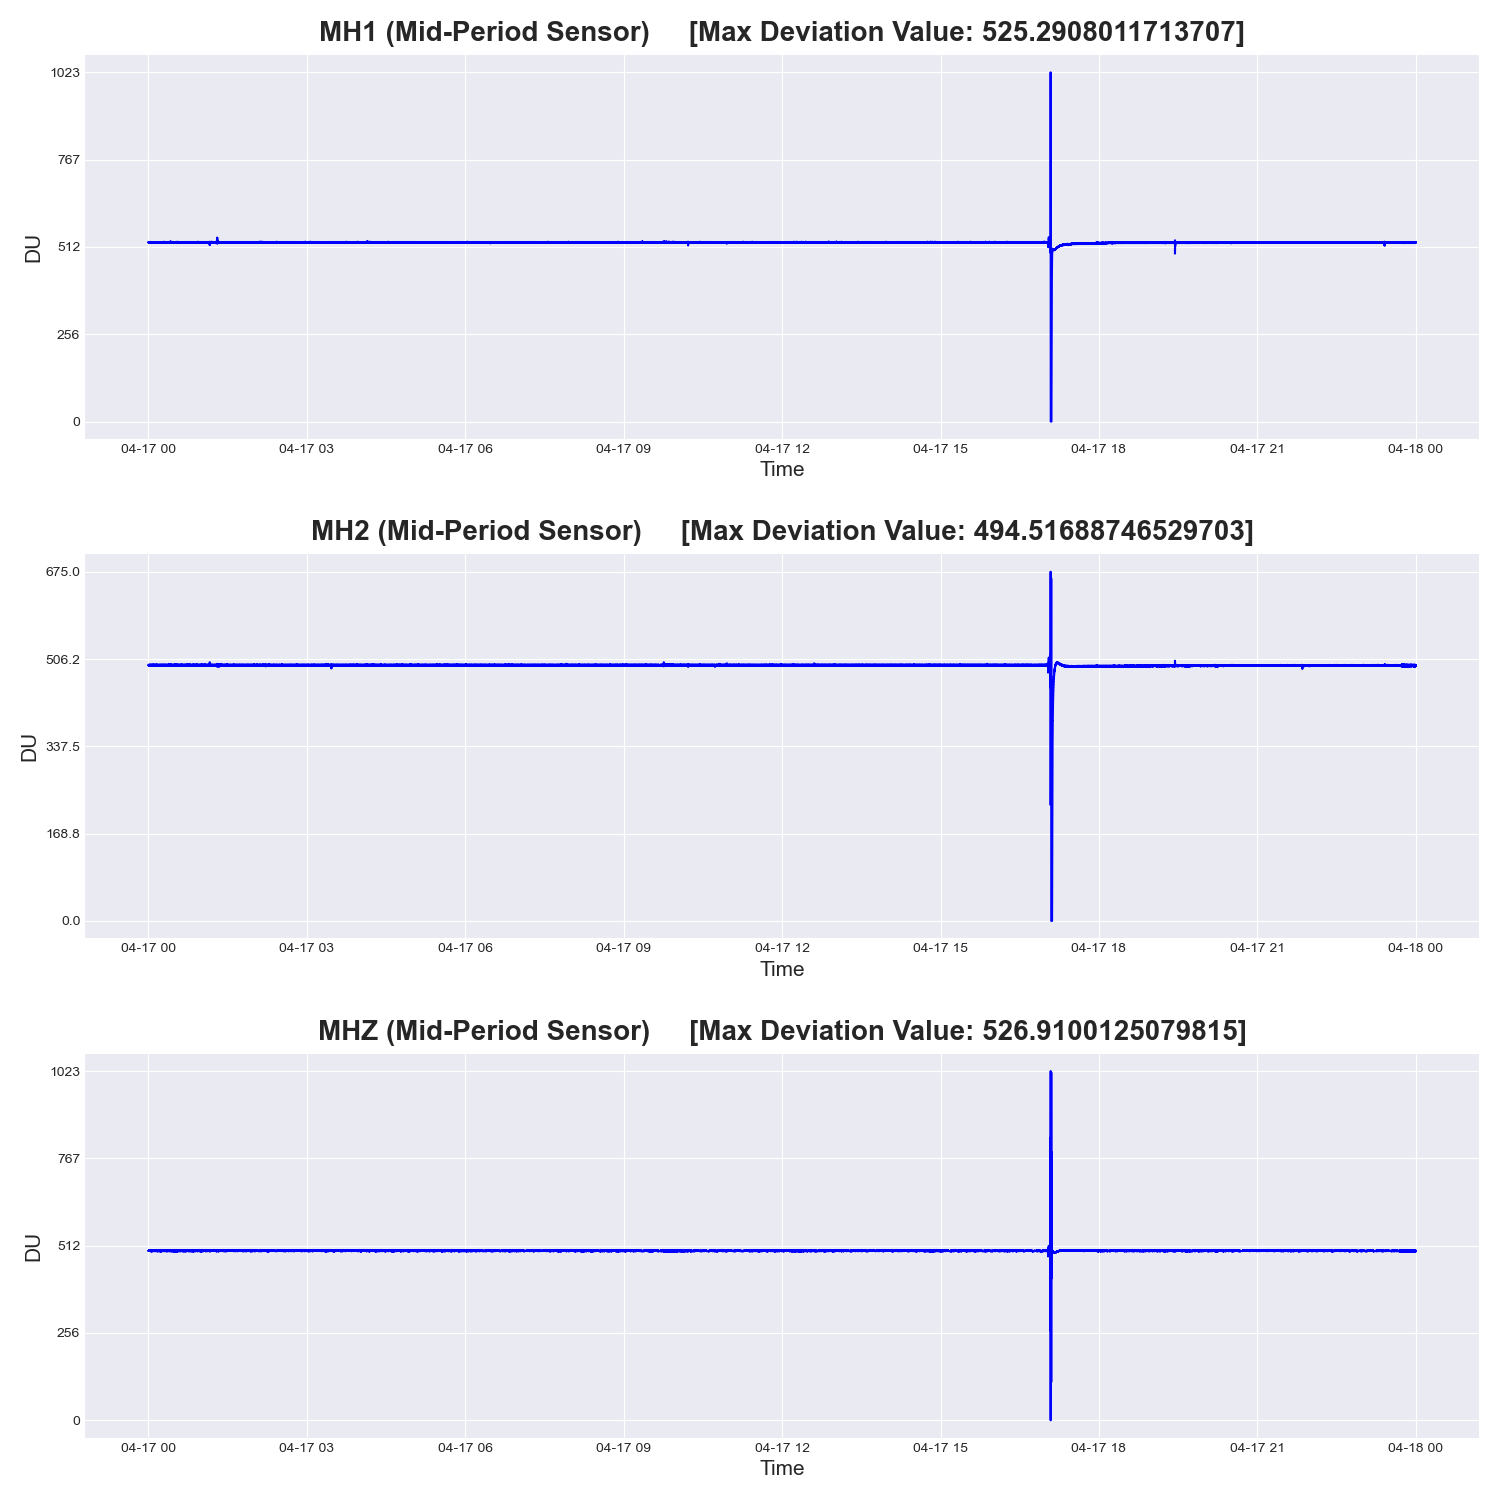 MH1 (Mid-Period Sensor) [Max Deviation Value: 525.2908011713707]
1023
767
512
256
0
DU
04-17 00 04-17 03 04-17 06 04-17 09 04-17 12 04-17 15 04-17 18 04-17 21 04-18 00
Time
MH2 (Mid-Period Sensor) [Max Deviation Value: 494.51688746529703]
675.0
506.2
337.5
168.8
0.0
DU
04-17 00 04-17 03 04-17 06 04-17 09 04-17 12 04-17 15 04-17 18 04-17 21 04-18 00
Time
MHZ (Mid-Period Sensor) [Max Deviation Value: 526.9100125079815]
1023
767
512
256
0
DU
04-17 00 04-17 03 04-17 06 04-17 09 04-17 12 04-17 15 04-17 18 04-17 21 04-18 00
Time